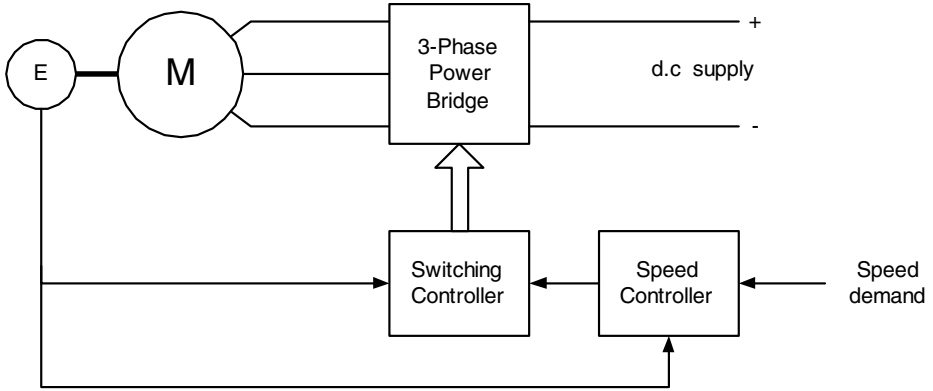 E
M
3-Phase
Power
Bridge
+
d.c supply
-
Switching
Controller
Speed
Controller
Speed
demand